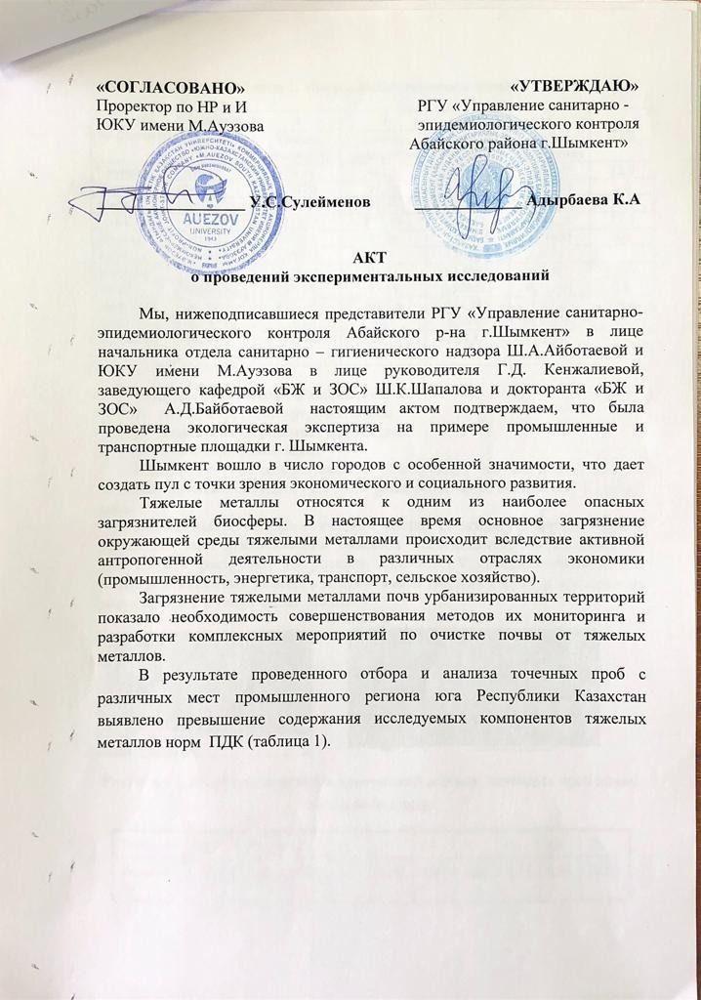 «СОГЛАСОВАНО»
Проректор по НР и И
ЮКУ имени М.Ауэзова
У.С.Сулейменов
«УТВЕРЖДАЮ»
РГУ «Управление санитарно -
эпидемиологического контроля
Абайского района г.Шымкент»
Адырбаева К.А
AUEZOV
UNIVERSITY
1943
АКТ
о проведений экспериментальных исследований
Мы, нижеподписавшиеся представители РГУ «Управление санитарно-
эпидемиологического контроля Абайского р-на г.Шымкент» в лице
начальника отдела санитарно – гигиенического надзора Ш.А.Айботаевой и
ЮКУ имени М.Ауэзова в лице руководителя Г.Д. Кенжалиевой,
заведующего кафедрой «БЖ и ЗОС» Ш.К.Шапалова и докторанта «БЖ и
ЗОС» А.Д.Байботаевой настоящим актом подтверждаем, что была
проведена экологическая экспертиза на примере промышленные и
транспортные площадки г. Шымкента.
Шымкент вошло в число городов с особенной значимости, что дает
создать пул с точки зрения экономического и социального развития.
Тяжелые металлы относятся к одним из наиболее опасных
загрязнителей биосферы. В настоящее время основное загрязнение
окружающей среды тяжелыми металлами происходит вследствие активной
антропогенной деятельности в различных отраслях экономики
(промышленность, энергетика, транспорт, сельское хозяйство).
Загрязнение тяжелыми металлами почв урбанизированных территорий
показало необходимость совершенствования методов их мониторинга и
разработки комплексных мероприятий по очистке почвы от тяжелых
металлов.
В результате проведенного отбора и анализа точечных проб с
различных мест промышленного региона юга Республики Казахстан
выявлено превышение содержания исследуемых компонентов тяжелых
металлов норм ПДК (таблица 1).